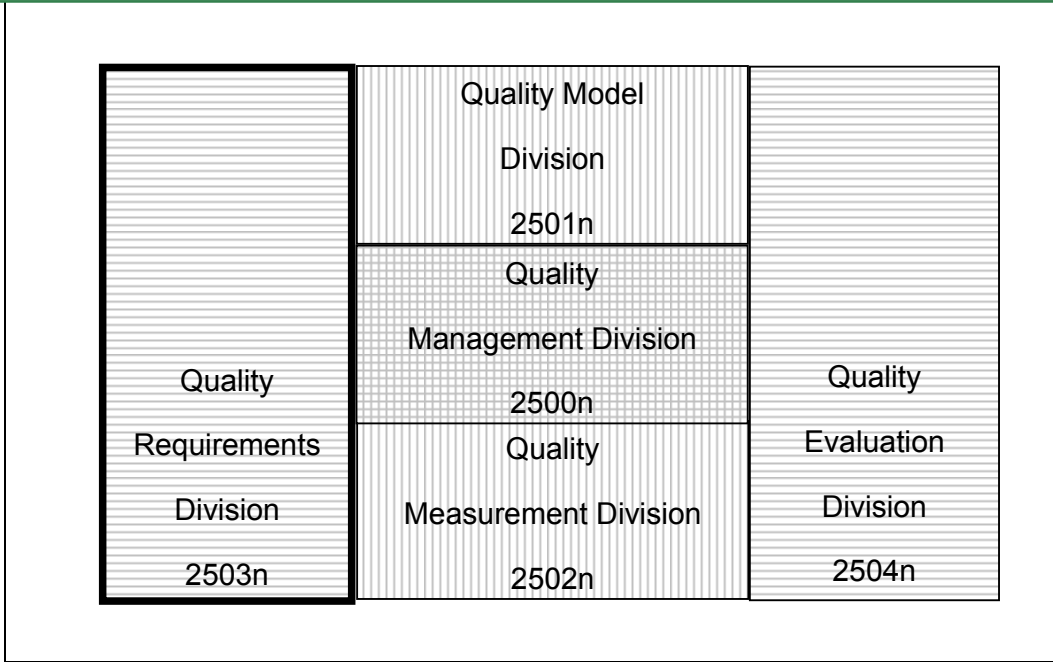 Quality
Requirements
Division
2503n
Quality Model
Division
2501n
Quality
Management Division
2500n
Quality
Measurement Division
2502n
Quality
Evaluation
Division
2504n